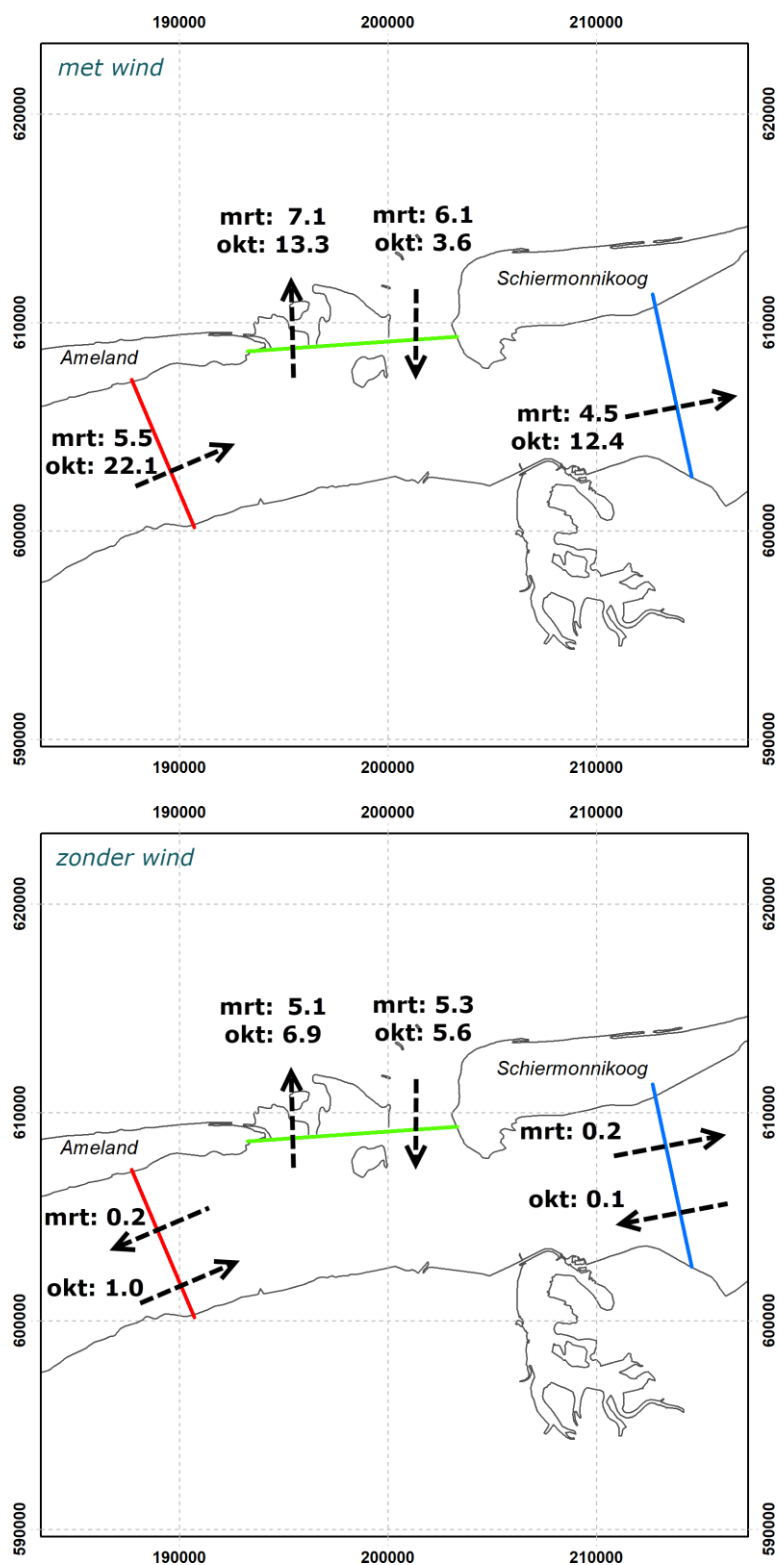 190000 200000 210000
met wind
620000 620000
mrt: 7.1 mrt: 6.1
okt: 13.3 okt: 3.6
Schiermonnikoog
610000 610000
Ameland
mrt: 5.5 mrt: 4.5
okt: 22.1 okt: 12.4
600000 600000
590000 590000
190000 200000 210000
190000 200000 210000
zonder wind
620000 620000
mrt: 5.1 mrt: 5.3
okt: 6.9 okt: 5.6
Schiermonnikoog
610000 610000
mrt: 0.2
Ameland
mrt: 0.2 okt: 0.1
okt: 1.0
600000 600000
590000 590000
190000 200000 210000